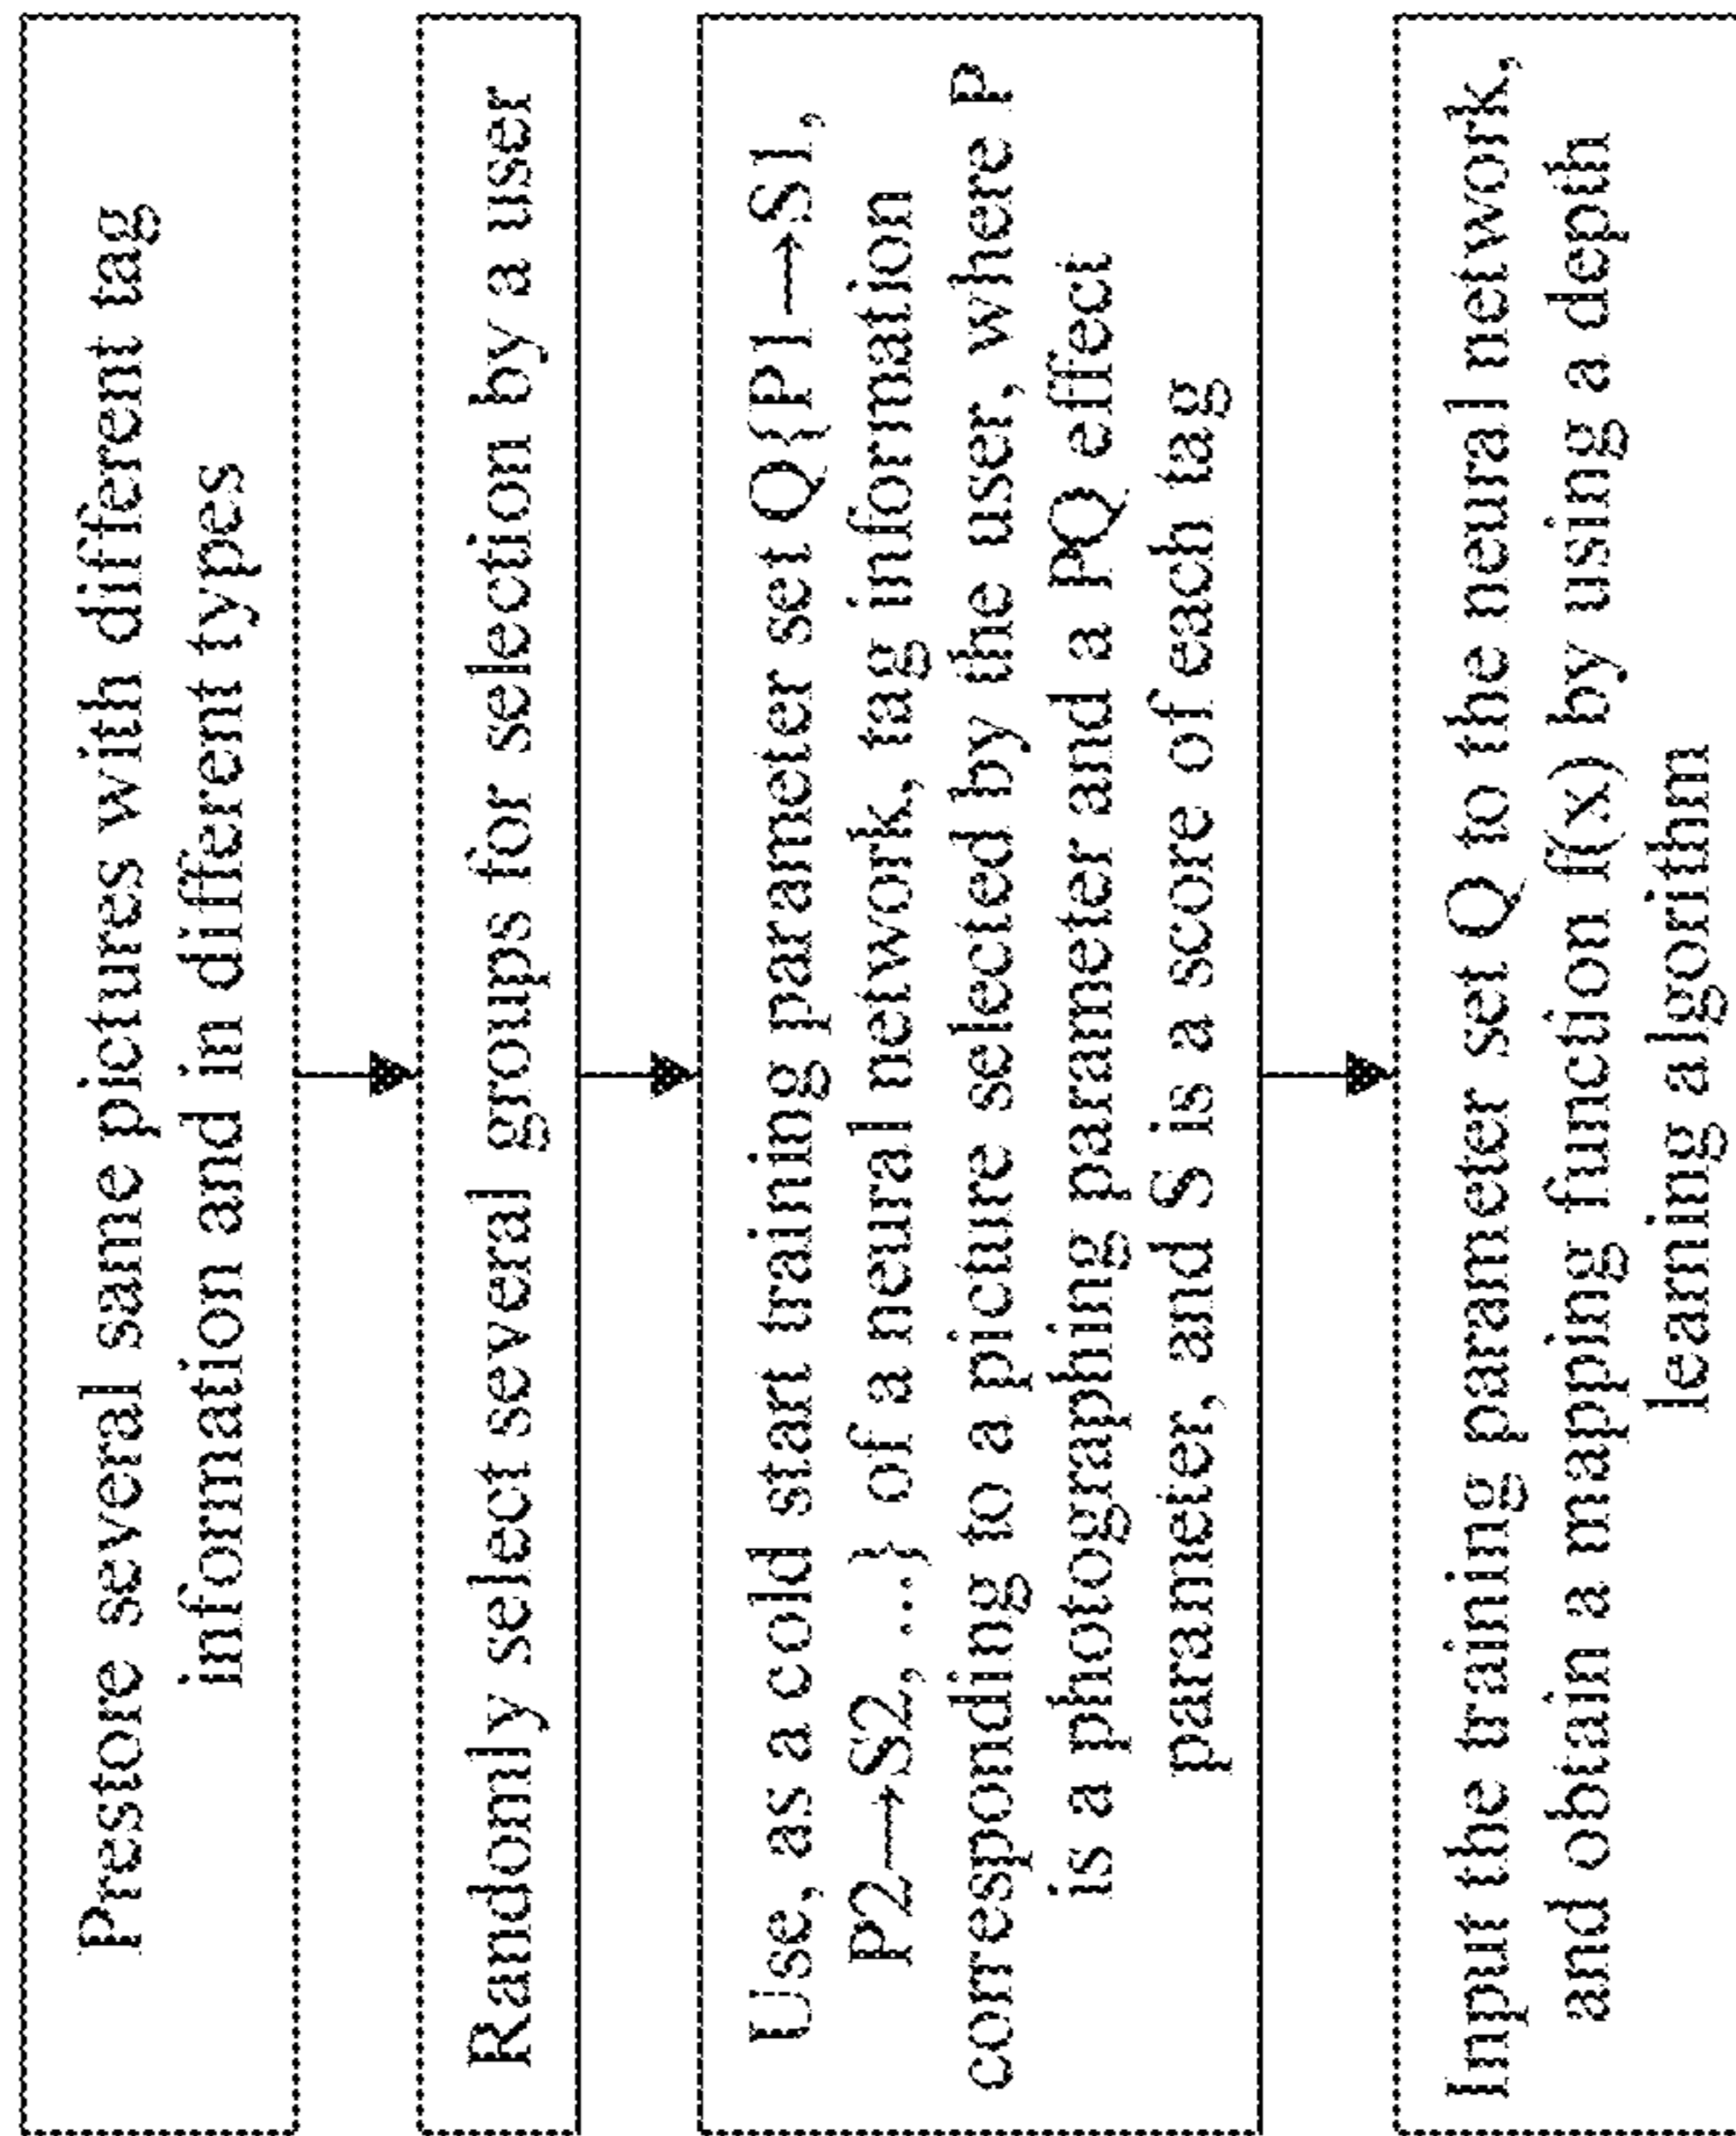 Prestore several same pictures with different tag
information and in different types
Randomly select several groups for selection by a user
Use, as a cold start training parameter set Q{P1→S1,
P2→S2, ...} of a neural network, tag information
corresponding to a picture selected by the user, where P
is a photographing parameter and a PQ effect
parameter, and S is a score of each tag
Input the training parameter set Q to the neural network,
and obtain a mapping function f(x) by using a depth
learning algorithm